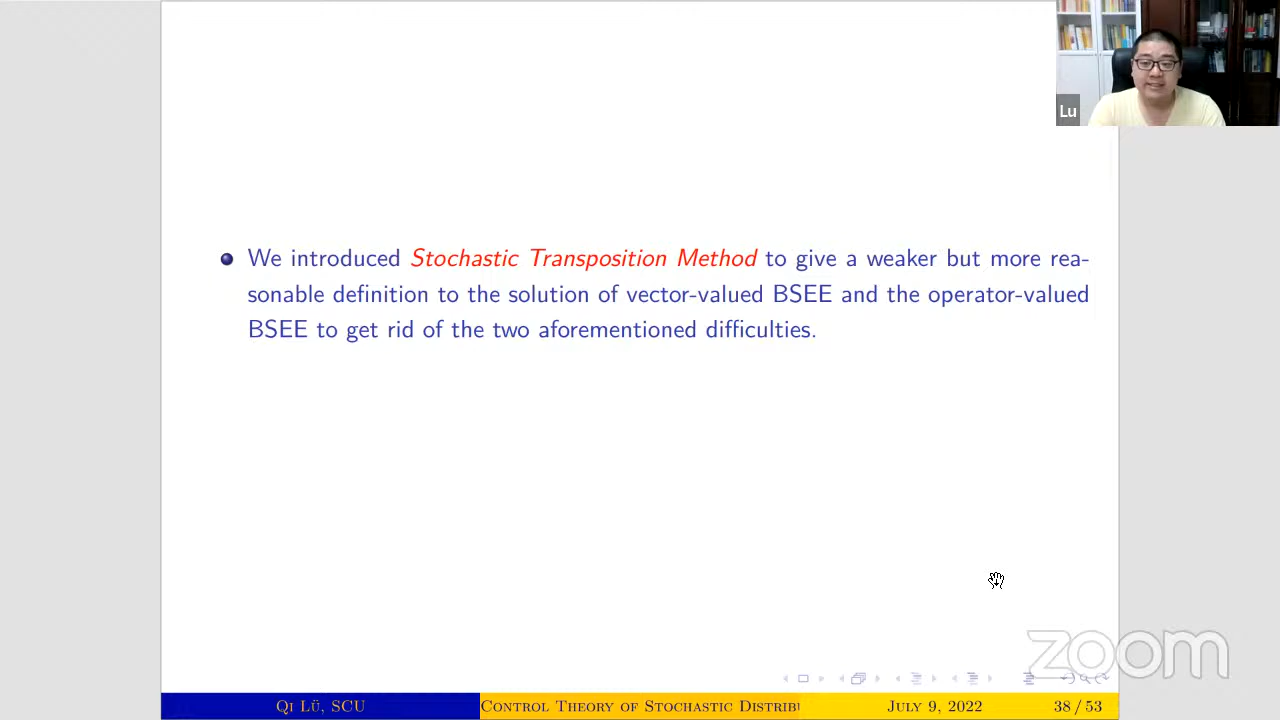 Lu
We introduced Stochastic Transposition Method to give a weaker but more rea-
sonable definition to the solution of vector-valued BSEE and the operator-valued
BSEE to get rid of the two aforementioned difficulties.
zoom
Qi Lü, SCU
Control Theory of Stochastic Distribu
July 9, 2022
38 / 53